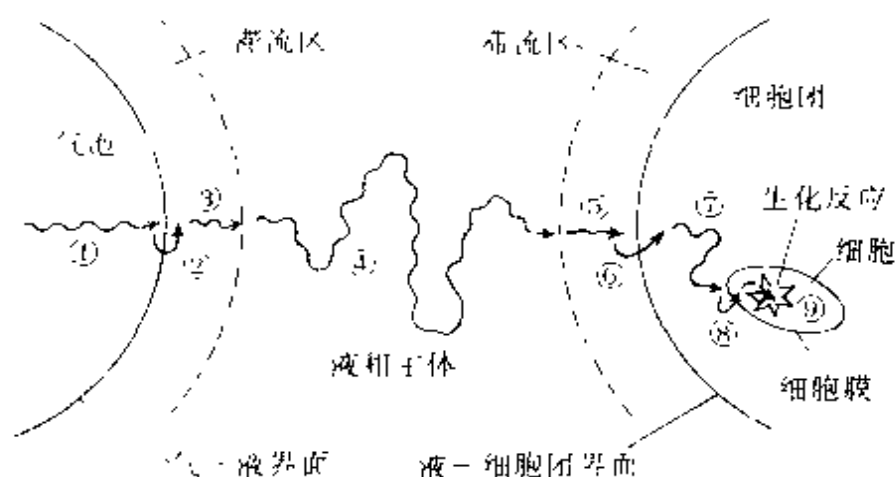 滞流区
滞流区
细胞团
气泡
③
⑤
⑦
生化反应
①
②
④
⑥
细胞
⑨
⑧
液相主体
细胞膜
气-液界面
液-细胞团界面